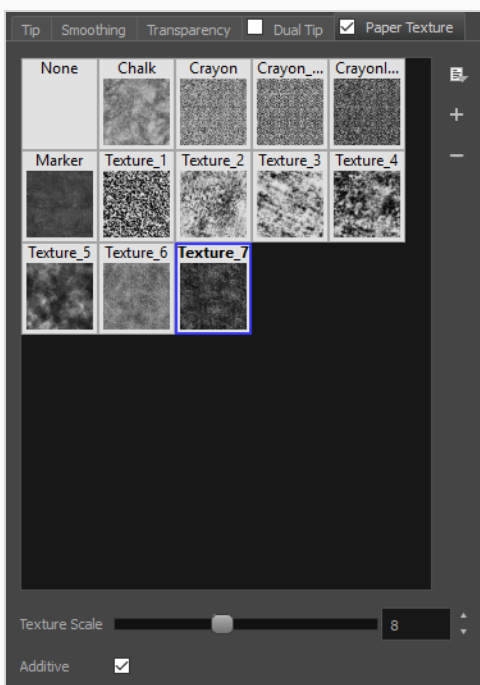 Tip Smoothing Transparency Dual Tip Paper Texture
None Chalk Crayon Crayon_... Crayonl...
Marker Texture_1 Texture_2 Texture_3 Texture_4
Texture_5 Texture_6 Texture_7
Texture Scale 8
Additive